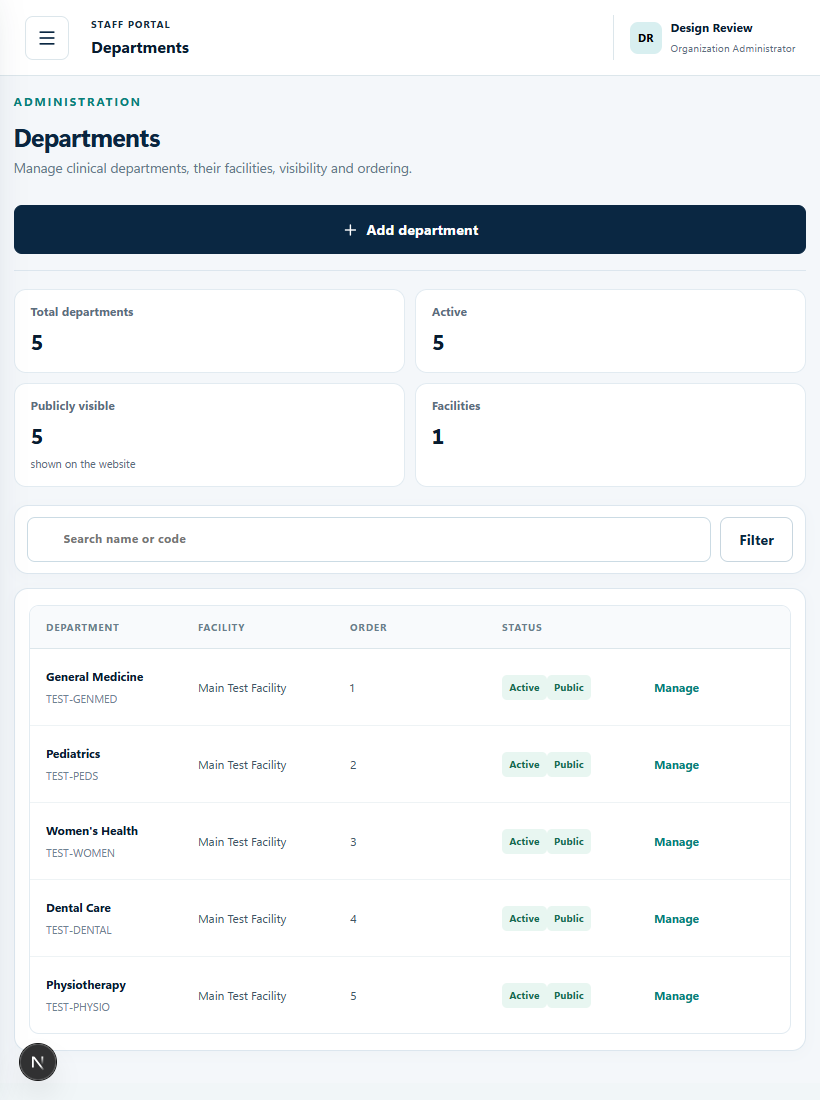 STAFF PORTAL
Departments
DR
Design Review
Organization Administrator
ADMINISTRATION
Departments
Manage clinical departments, their facilities, visibility and ordering.
Add department
Total departments
5
Active
5
Publicly visible
5
shown on the website
Facilities
1
Search name or code
Filter
DEPARTMENT FACILITY ORDER STATUS
General Medicine
TEST-GENMED
Main Test Facility 1 Active Public Manage
Pediatrics
TEST-PEDS
Main Test Facility 2 Active Public Manage
Women's Health
TEST-WOMEN
Main Test Facility 3 Active Public Manage
Dental Care
TEST-DENTAL
Main Test Facility 4 Active Public Manage
Physiotherapy
TEST-PHYSIO
Main Test Facility 5 Active Public Manage
N